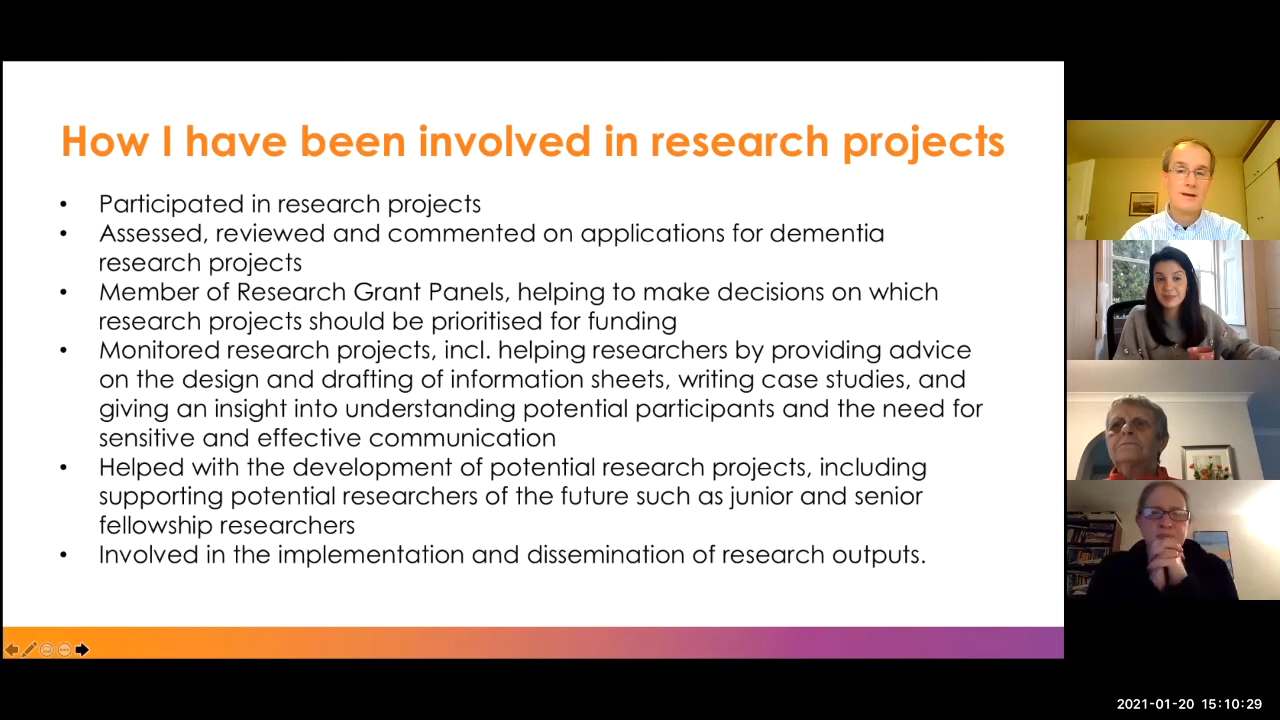 How I have been involved in research projects
• Participated in research projects
• Assessed, reviewed and commented on applications for dementia
research projects
• Member of Research Grant Panels, helping to make decisions on which
research projects should be prioritised for funding
• Monitored research projects, incl. helping researchers by providing advice
on the design and drafting of information sheets, writing case studies, and
giving an insight into understanding potential participants and the need for
sensitive and effective communication
• Helped with the development of potential research projects, including
supporting potential researchers of the future such as junior and senior
fellowship researchers
• Involved in the implementation and dissemination of research outputs.
2021-01-20 15:10:29